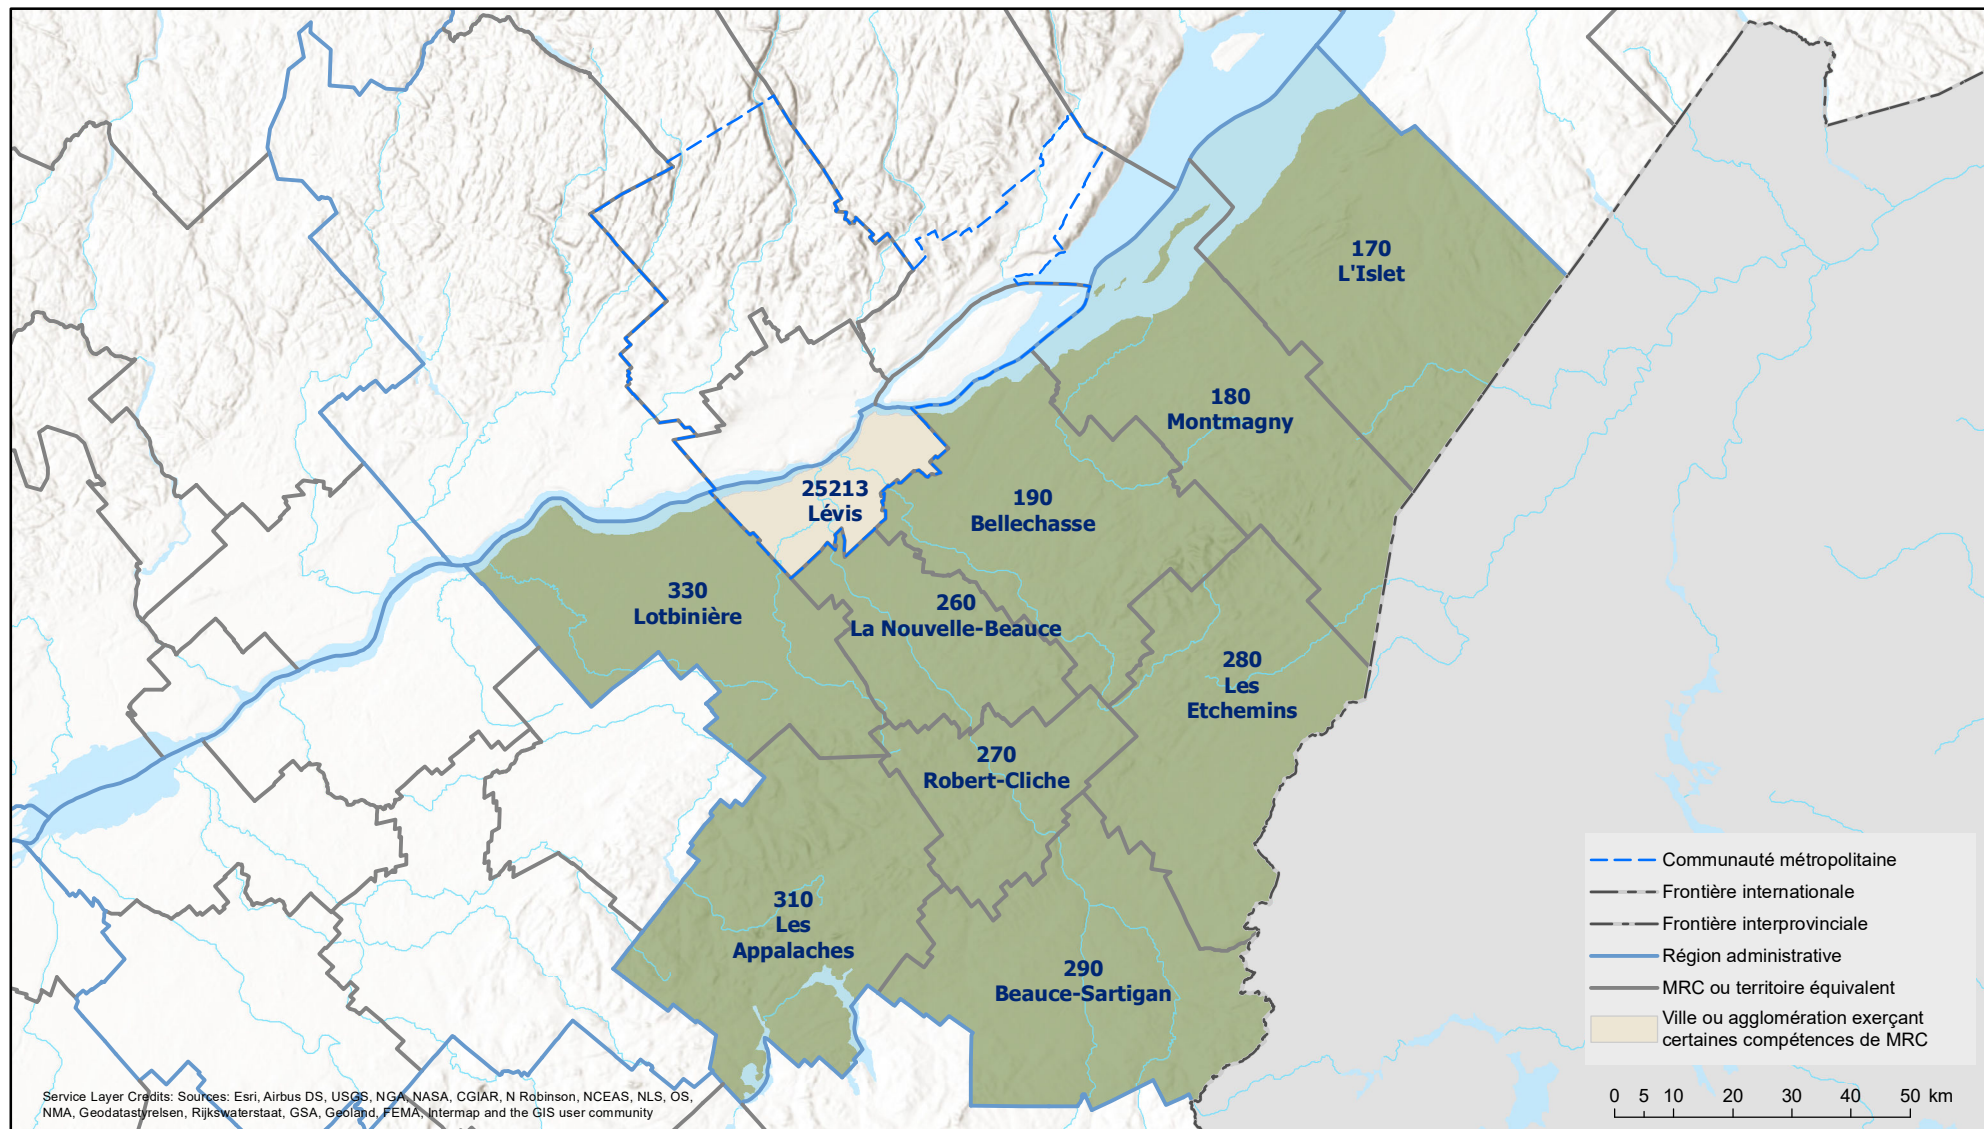 170
L'Islet
180
Montmagny
25213
Lévis
190
Bellechasse
330
Lotbinière
260
La Nouvelle-Beauce
280
Les
Etchemins
270
Robert-Cliche
310
Les
Appalaches
290
Beauce-Sartigan
Communauté métropolitaine
Frontière internationale
Frontière interprovinciale
Région administrative
MRC ou territoire équivalent
Ville ou agglomération exerçant
certaines compétences de MRC
0 5 10 20 30 40 50 km
Service Layer Credits: Sources: Esri, Airbus DS, USGS, NGA, NASA, CGIAR, N Robinson, NCEAS, NLS, OS,
NMA, Geodatastyrelsen, Rijkswaterstaat, GSA, Geoland, FEMA, Intermap and the GIS user community